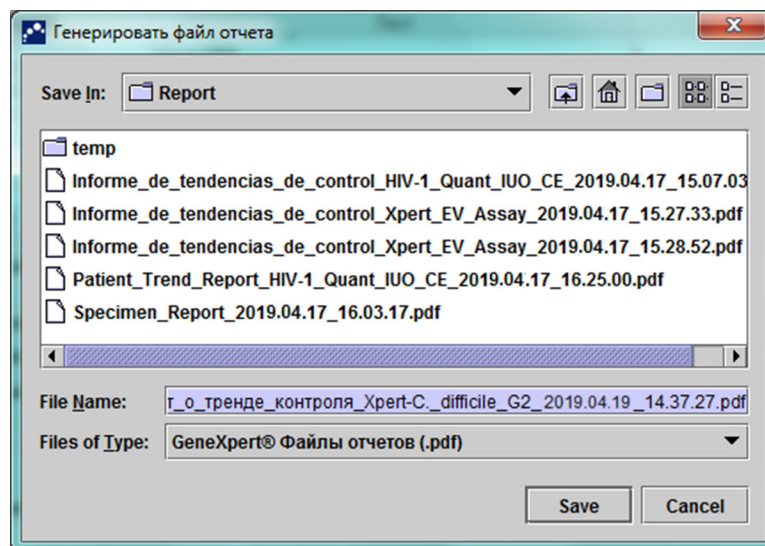 Генерировать файл отчета
Save In: Report
temp
Informe_de_tendencias_de_control_HIV-1_Quant_IUO_CE_2019.04.17_15.07.03
Informe_de_tendencias_de_control_Xpert_EV_Assay_2019.04.17_15.27.33.pdf
Informe_de_tendencias_de_control_Xpert_EV_Assay_2019.04.17_15.28.52.pdf
Patient_Trend_Report_HIV-1_Quant_IUO_CE_2019.04.17_16.25.00.pdf
Specimen_Report_2019.04.17_16.03.17.pdf
File Name: т_о_тренде_контроля_Xpert-C._difficile_G2_2019.04.19_14.37.27.pdf
Files of Type: GeneXpert® Файлы отчетов (.pdf)
Save Cancel